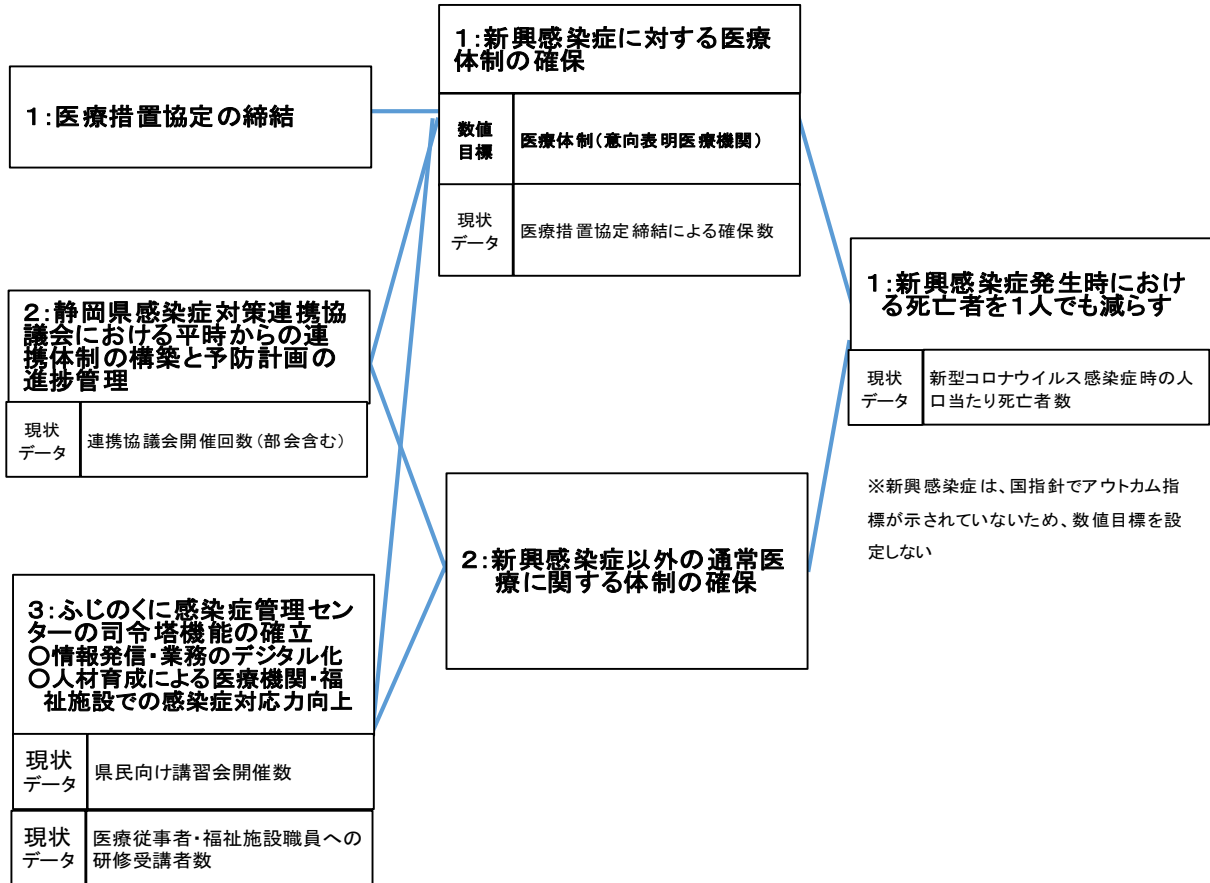 1:医療措置協定の締結
2:静岡県感染症対策連携協
議会における平時からの連
携体制の構築と予防計画の
進捗管理
現状
データ
連携協議会開催回数(部会含む)
3:ふじのくに感染症管理セン
ターの司令塔機能の確立
○情報発信・業務のデジタル化
○人材育成による医療機関・福
祉施設での感染症対応力向上
現状
データ
県民向け講習会開催数
現状
データ
医療従事者・福祉施設職員への
研修受講者数
1:新興感染症に対する医療
体制の確保
数値
目標
医療体制(意向表明医療機関)
現状
データ
医療措置協定締結による確保数
2:新興感染症以外の通常医
療に関する体制の確保
1:新興感染症発生時におけ
る死亡者を1人でも減らす
現状
データ
新型コロナウイルス感染症時の人
口当たり死亡者数
※新興感染症は、国指針でアウトカム指
標が示されていないため、数値目標を設
定しない